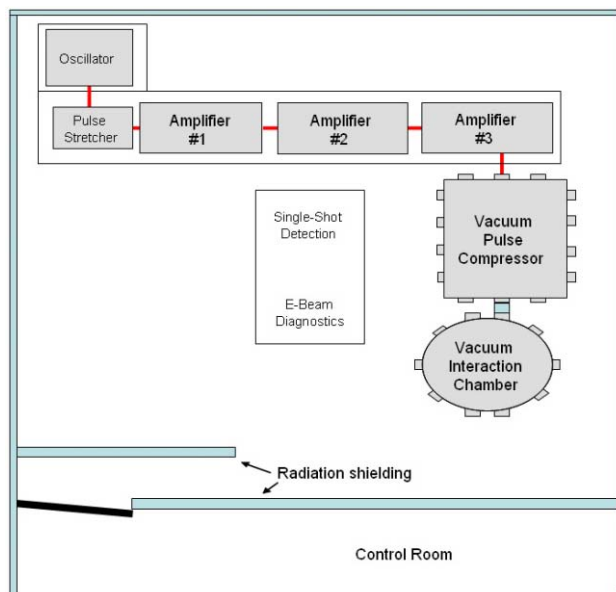 Oscillator
Pulse
Stretcher
Amplifier
#1
Amplifier
#2
Amplifier
#3
Vacuum
Pulse
Compressor
Single-Shot
Detection
E-Beam
Diagnostics
Vacuum
Interaction
Chamber
Radiation shielding
Control Room